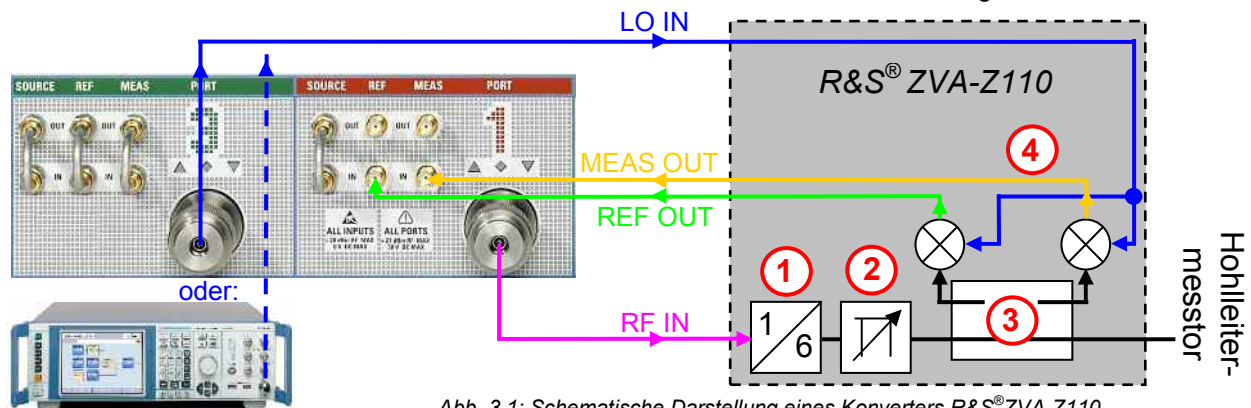 LO IN
R&S® ZVA-Z110
SOURCE REF MEAS PORT
SOURCE REF MEAS PORT
OUT OUT
OUT OUT
1
IN IN
IN IN
MEAS OUT
4
REF OUT
ALL INPUTS
ALL PORTS
1
2
3
1/6
oder:
RF IN
Hohlleiter-
messtor
Abb. 3.1: Schematische Darstellung eines Konverters R&S®ZVA-Z110